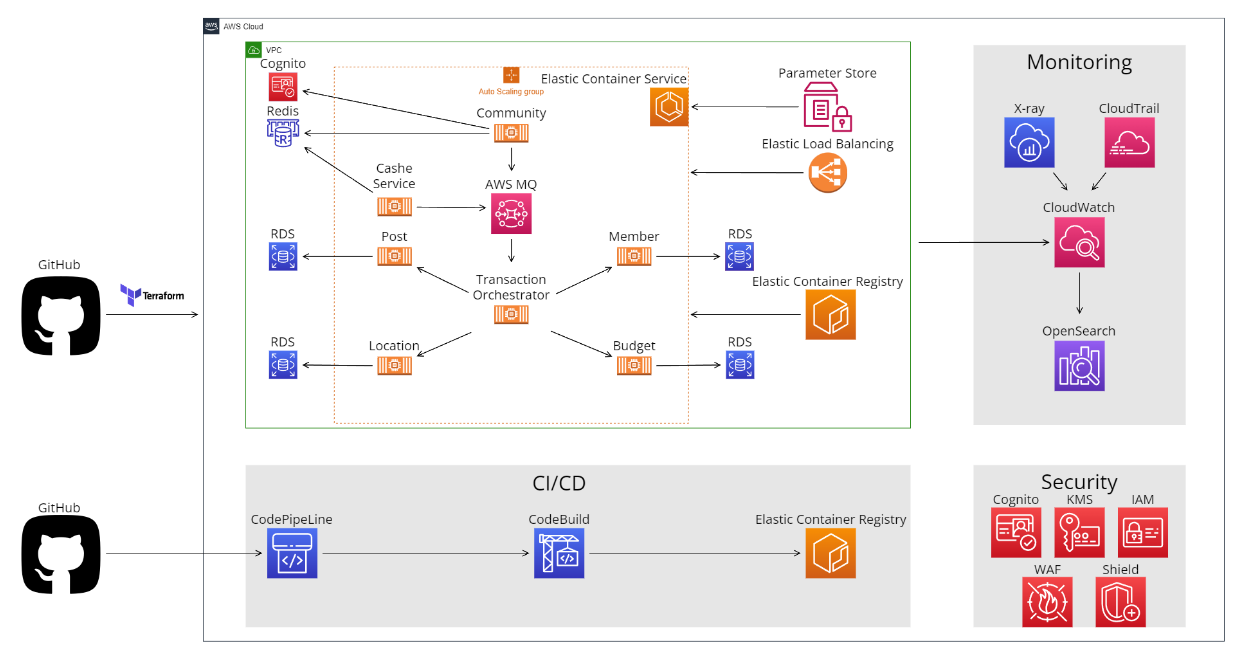 aws
AWS Cloud
VPC
Cognito
Auto Scaling group
Elastic Container Service
Parameter Store
Redis
R
Community
Elastic Load Balancing
Cashe
Service
AWS MQ
RDS
Post
Member
RDS
Transaction
Orchestrator
Elastic Container Registry
RDS
Location
Budget
RDS
GitHub
Terraform
Monitoring
X-ray
CloudTrail
CloudWatch
OpenSearch
CI/CD
GitHub
CodePipeLine
CodeBuild
Elastic Container Registry
Security
Cognito
KMS
IAM
WAF
Shield